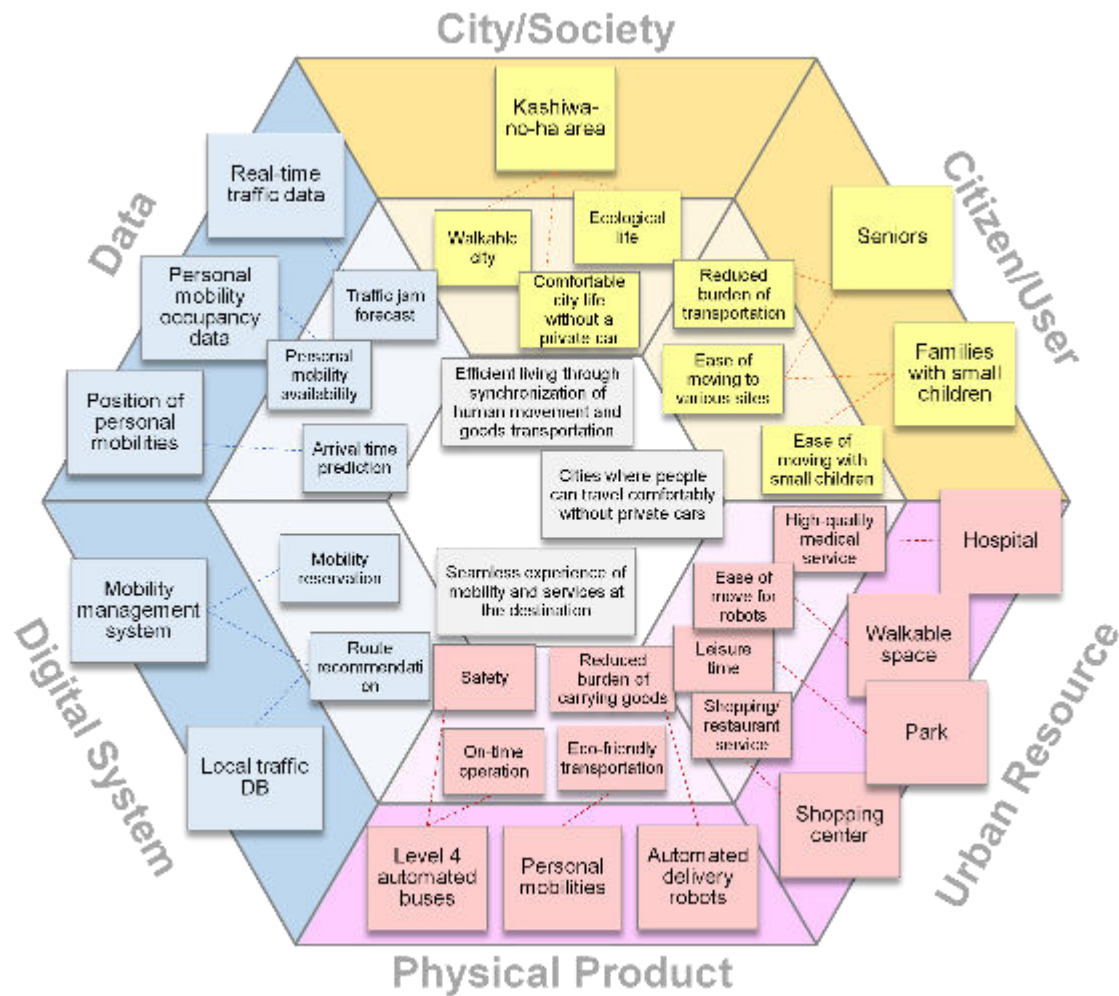 City/Society
Kashiwa-
no-ha area
Real-time
traffic data
Data
Citizen/User
Seniors
Ecological
life
Walkable
city
Personal
mobility
occupancy
data
Traffic jam
forecast
Comfortable
city life
without a
private car
Reduced
burden of
transportation
Personal
mobility
availability
Efficient living through
synchronization of
human movement and
goods transportation
Ease of
moving to
various sites
Families
with small
children
Position of
personal
mobilities
Arrival time
prediction
Ease of
moving with
small children
Cities where people
can travel comfortably
without private cars
High-quality
medical
service
Hospital
Mobility
reservation
Mobility
management
system
Seamless experience of
mobility and services at
the destination
Ease of
move for
robots
Walkable
space
Digital System
Route
recommendati
on
Safety
Reduced
burden of
carrying goods
Leisure
time
Park
Urban Resource
Shopping/
restaurant
service
On-time
operation
Eco-friendly
transportation
Local traffic
DB
Shopping
center
Level 4
automated
buses
Personal
mobilities
Automated
delivery
robots
Physical Product